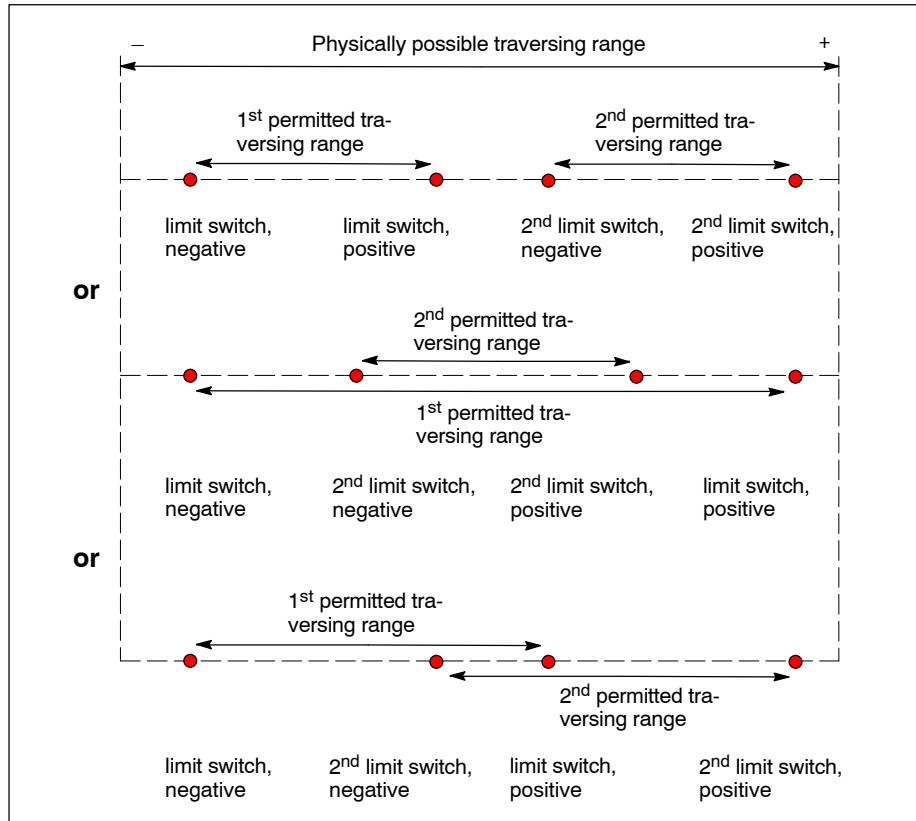 – Physically possible traversing range +
1st permitted tra-
versing range
2nd permitted tra-
versing range
limit switch,
negative
limit switch,
positive
2nd limit switch,
negative
2nd limit switch,
positive
or
2nd permitted tra-
versing range
1st permitted tra-
versing range
limit switch,
negative
2nd limit switch,
negative
2nd limit switch,
positive
limit switch,
positive
or
1st permitted tra-
versing range
2nd permitted tra-
versing range
limit switch,
negative
2nd limit switch,
negative
limit switch,
positive
2nd limit switch,
positive